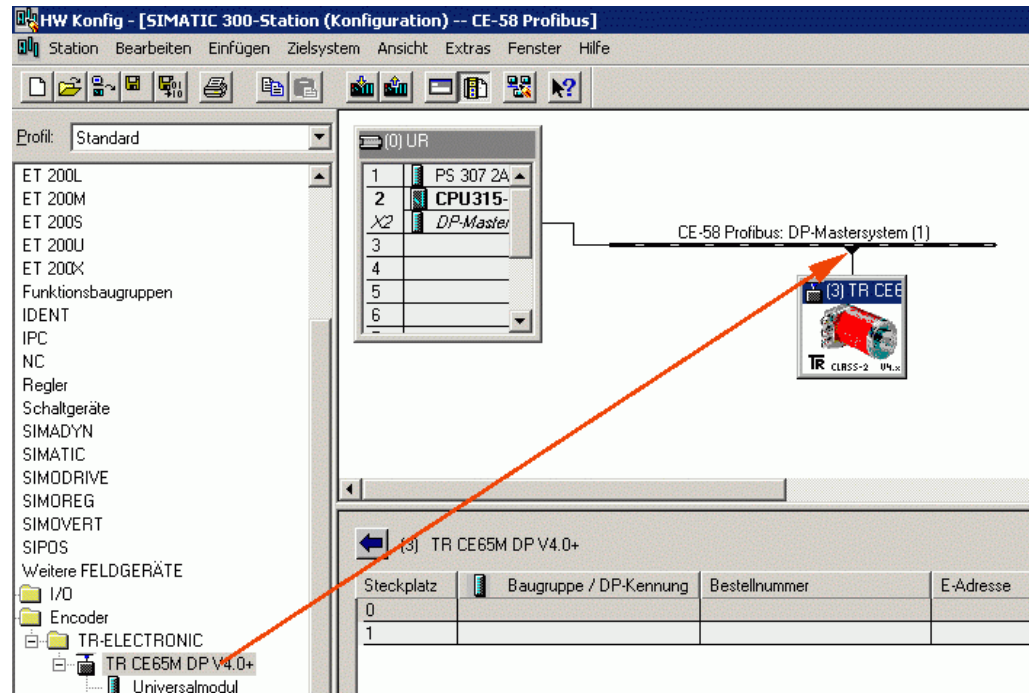 HW Konfig - [SIMATIC 300-Station (Konfiguration) -- CE-58 Profibus]
Station Bearbeiten Einfügen Zielsystem Ansicht Extras Fenster Hilfe
Profil: Standard
ET 200L
ET 200M
ET 200S
ET 200U
ET 200X
Funktionsbaugruppen
IDENT
IPC
NC
Regler
Schaltgeräte
SIMADYN
SIMATIC
SIMODRIVE
SIMOREG
SIMOVERT
SIPOS
Weitere FELDGERÄTE
I/O
Encoder
TR-ELECTRONIC
TR CE65M DP V4.0+
Universalmodul
(0) UR
1 PS 307 2A
2 CPU315-
X2 DP-Master
3
4
5
6
CE-58 Profibus: DP-Mastersystem (1)
(3) TR CE6
TR CLASS-2 V4.x
(3) TR CE65M DP V4.0+
Steckplatz Baugruppe / DP-Kennung Bestellnummer E-Adresse
0
1